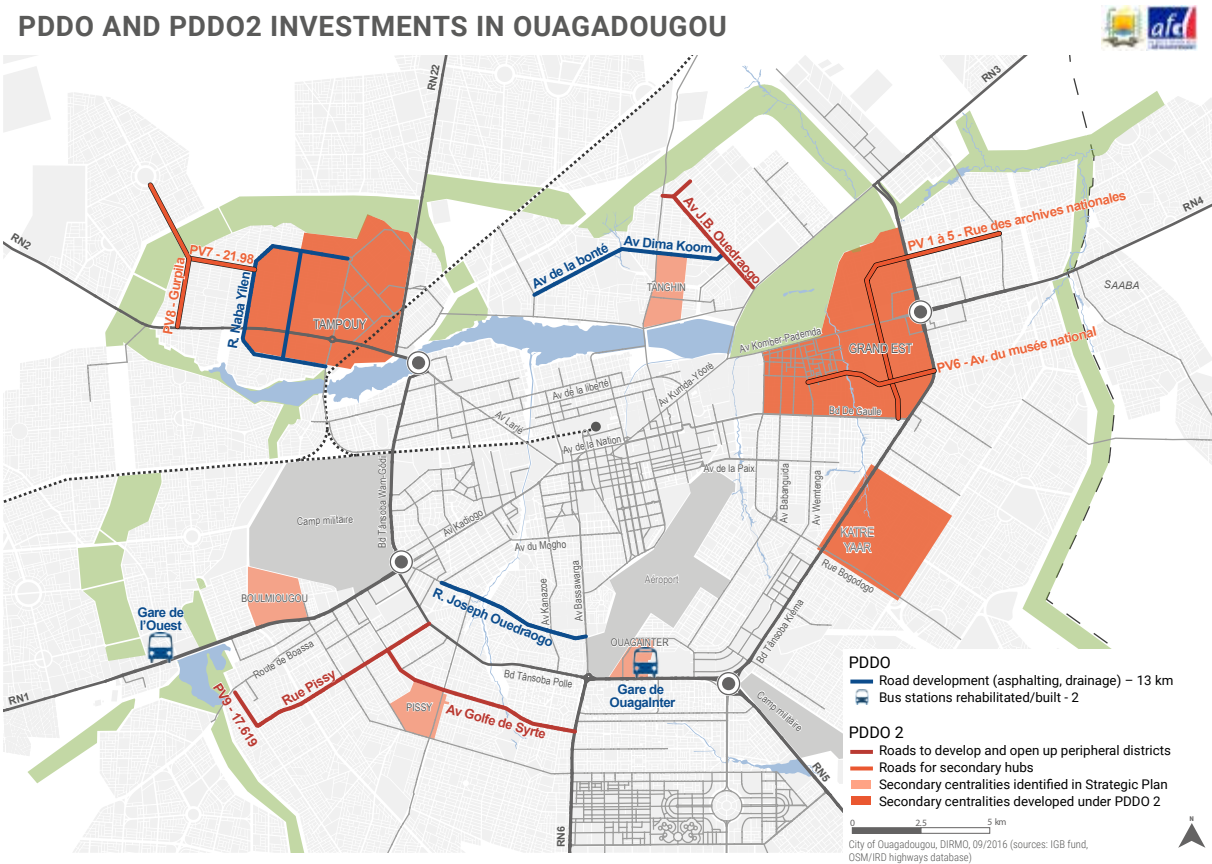 PDDO AND PDDO2 INVESTMENTS IN OUAGADOUGOU
afd
RN22
RN3
RN4
RN2
PV 1 à 5 - Rue des archives nationales
Av J.B. Ouedraogo
Av Dima Koom
Av de la bonté
PV7 - 21.98
PV8 - Gurpila
R. Naba Yilen
TANGHIN
SAABA
TAMPOUY
Av Komber-Pagemda
GRAND EST
PV6 - Av. du musée national
Av de la liberté
Av Kumda-Yôoré
Av Larlé
Bd De Gaulle
Av de la Nation
Av de la Paix
Bd Tânsoba Wam-Gôdi
Av Babanguida
Av Wemtenga
Camp militaire
Av Kadiogo
KATRE
YAAR
Av du Mogho
Rue Bogodogo
Aéroport
Av Kanazoe
Av Bassawarga
BOULMIOUGOU
R. Joseph Ouedraogo
Gare de
l'Ouest
Bd Tânsoba Kiéma
OUAGAINTER
Route de Boassa
Bd Tânsoba Polle
Gare de
OuagaInter
RN1
PV9 - 17.619
Rue Pissy
PISSY
Av Golfe de Syrte
Camp militaire
RN5
RN6
PDDO
Road development (asphalting, drainage) – 13 km
Bus stations rehabilitated/built - 2
PDDO 2
Roads to develop and open up peripheral districts
Roads for secondary hubs
Secondary centralities identified in Strategic Plan
Secondary centralities developed under PDDO 2
0 2.5 5 km
N
City of Ouagadougou, DIRMO, 09/2016 (sources: IGB fund,
OSM/IRD highways database)